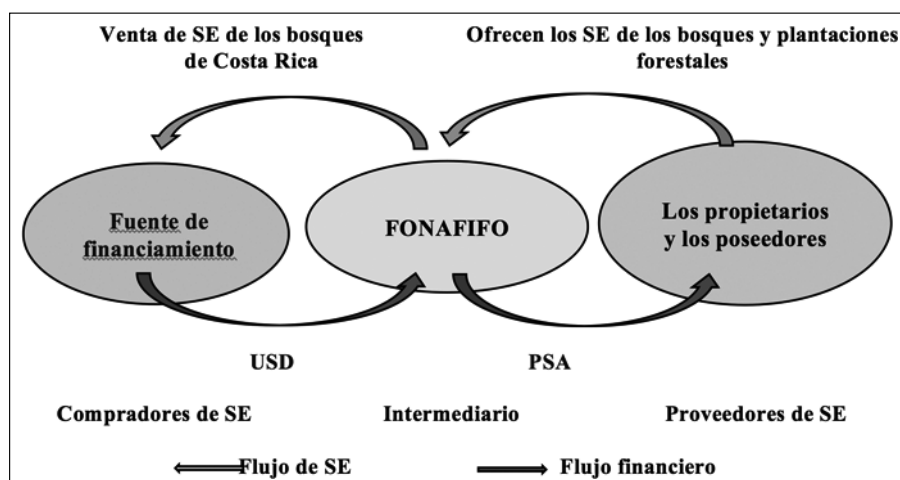 Venta de SE de los bosques
de Costa Rica
Ofrecen los SE de los bosques y plantaciones
forestales
Fuente de
financiamiento
FONAFIFO
Los propietarios
y los poseedores
USD
PSA
Compradores de SE
Intermediario
Proveedores de SE
Flujo de SE
Flujo financiero